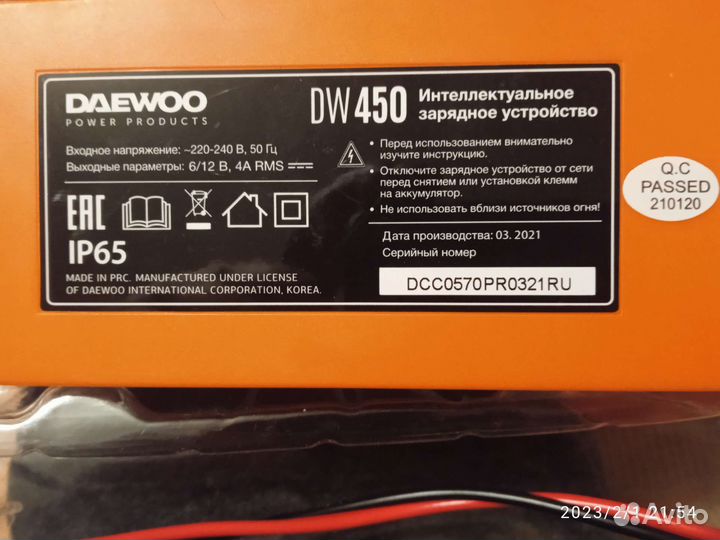 DAEWOO
POWER PRODUCTS
DW450 Интеллектуальное
зарядное устройство
Входное напряжение: ~220-240 В, 50 Гц
Выходные параметры: 6/12 В, 4A RMS
EAC
IP65
MADE IN PRC. MANUFACTURED UNDER LICENSE
OF DAEWOO INTERNATIONAL CORPORATION, KOREA.
• Перед использованием внимательно
изучите инструкцию.
• Отключите зарядное устройство от сети
перед снятием или установкой клемм
на аккумулятор.
• Не использовать вблизи источников огня!
Дата производства: 03. 2021
Серийный номер
DCC0570PR0321RU
Q.C
PASSED
210120
2023/2/1 21:54
Avito